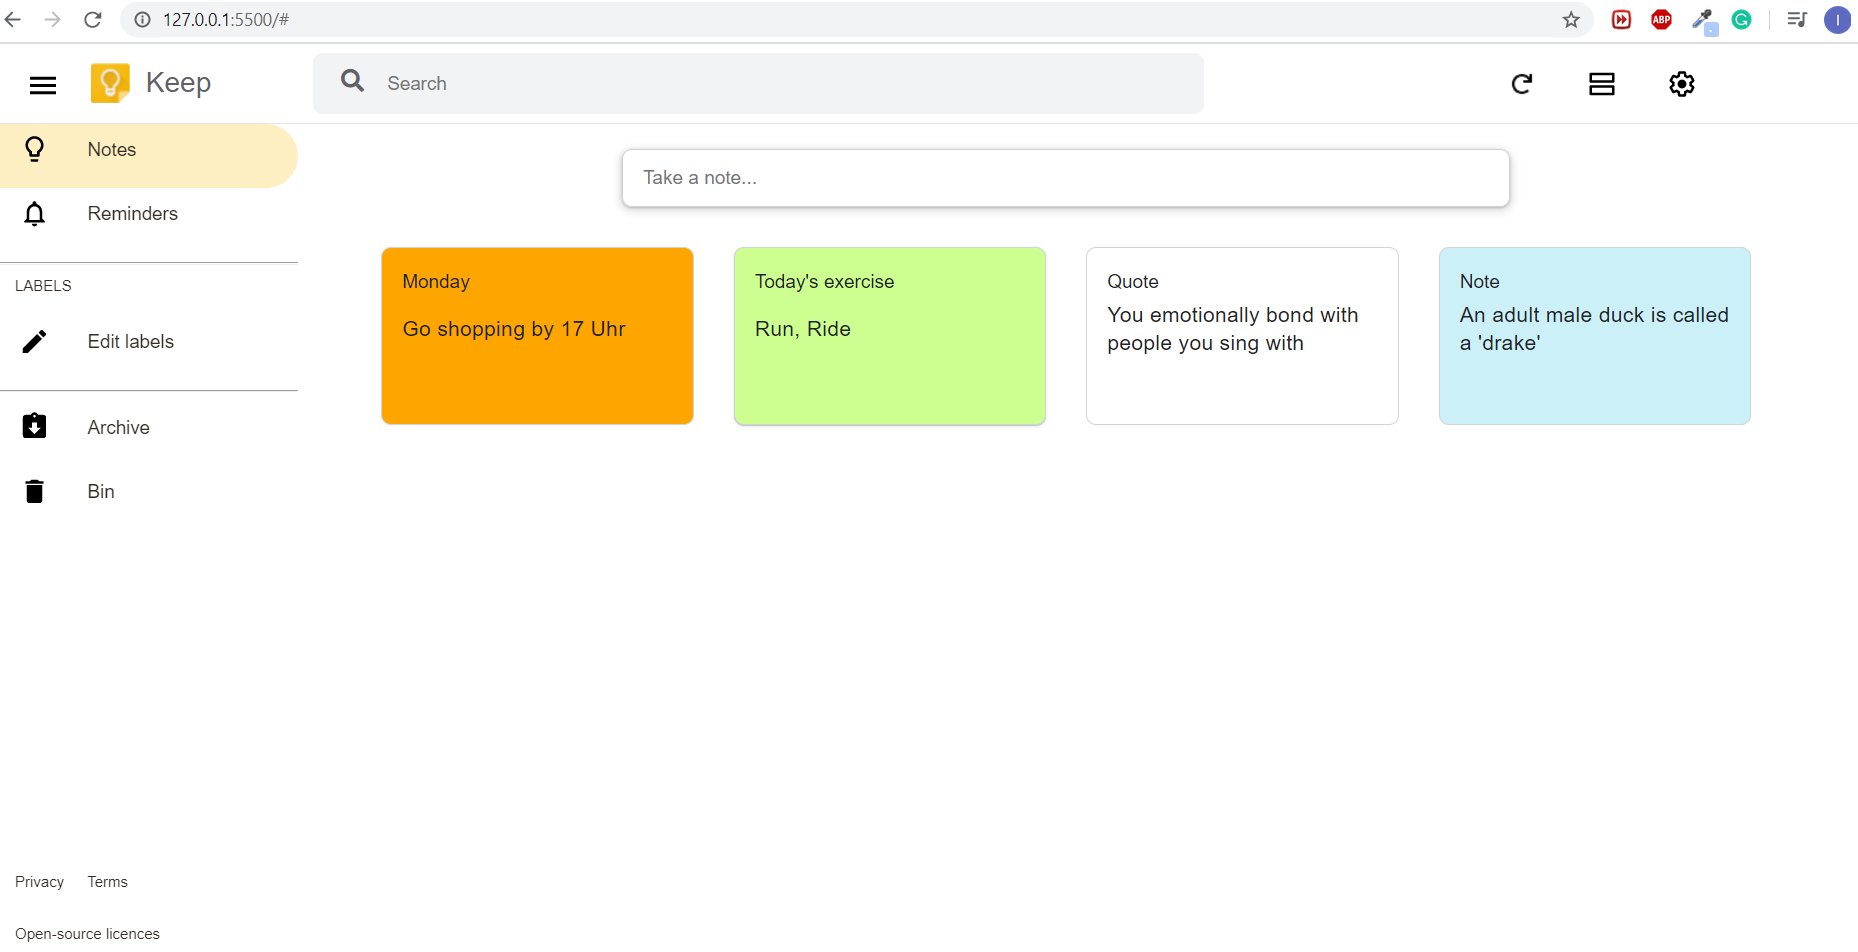 127.0.0.1:5500/#
ABP
I
Keep
Search
Notes
Reminders
LABELS
Edit labels
Archive
Bin
Take a note...
Monday
Go shopping by 17 Uhr
Today's exercise
Run, Ride
Quote
You emotionally bond with
people you sing with
Note
An adult male duck is called
a 'drake'
Privacy Terms
Open-source licences